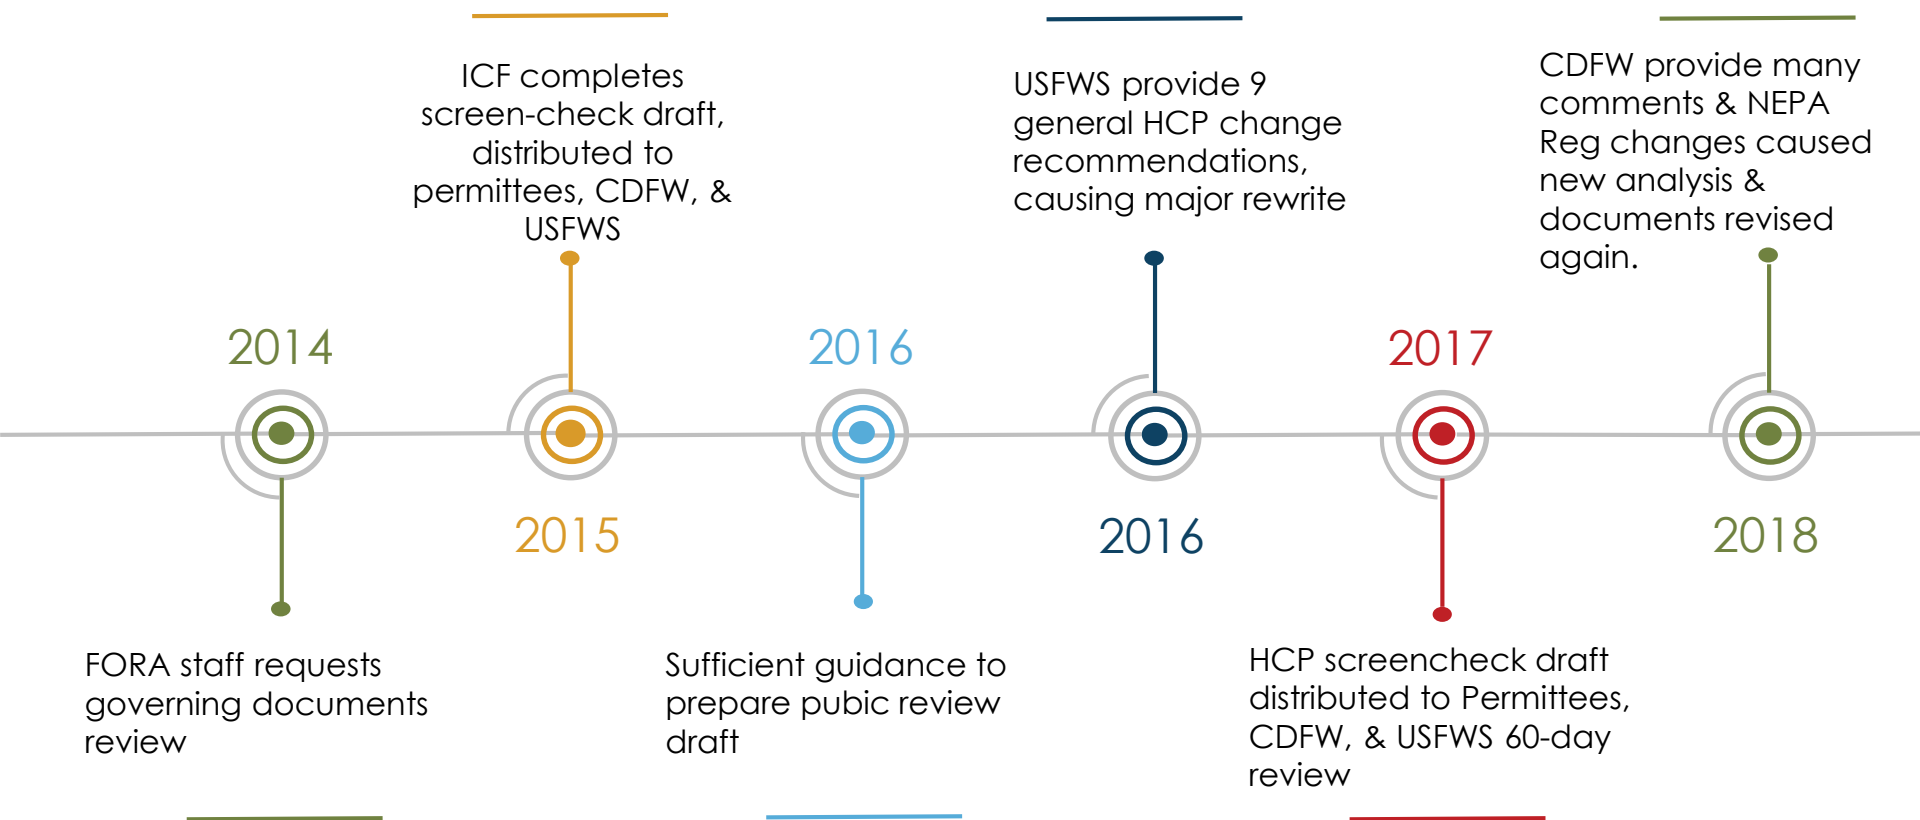 ICF completes
screen-check draft,
distributed to
permittees, CDFW, &
USFWS
USFWS provide 9
general HCP change
recommendations,
causing major rewrite
CDFW provide many
comments & NEPA
Reg changes caused
new analysis &
documents revised
again.
2014
2015
2016
2016
2017
2018
FORA staff requests
governing documents
review
Sufficient guidance to
prepare pubic review
draft
HCP screencheck draft
distributed to Permittees,
CDFW, & USFWS 60-day
review